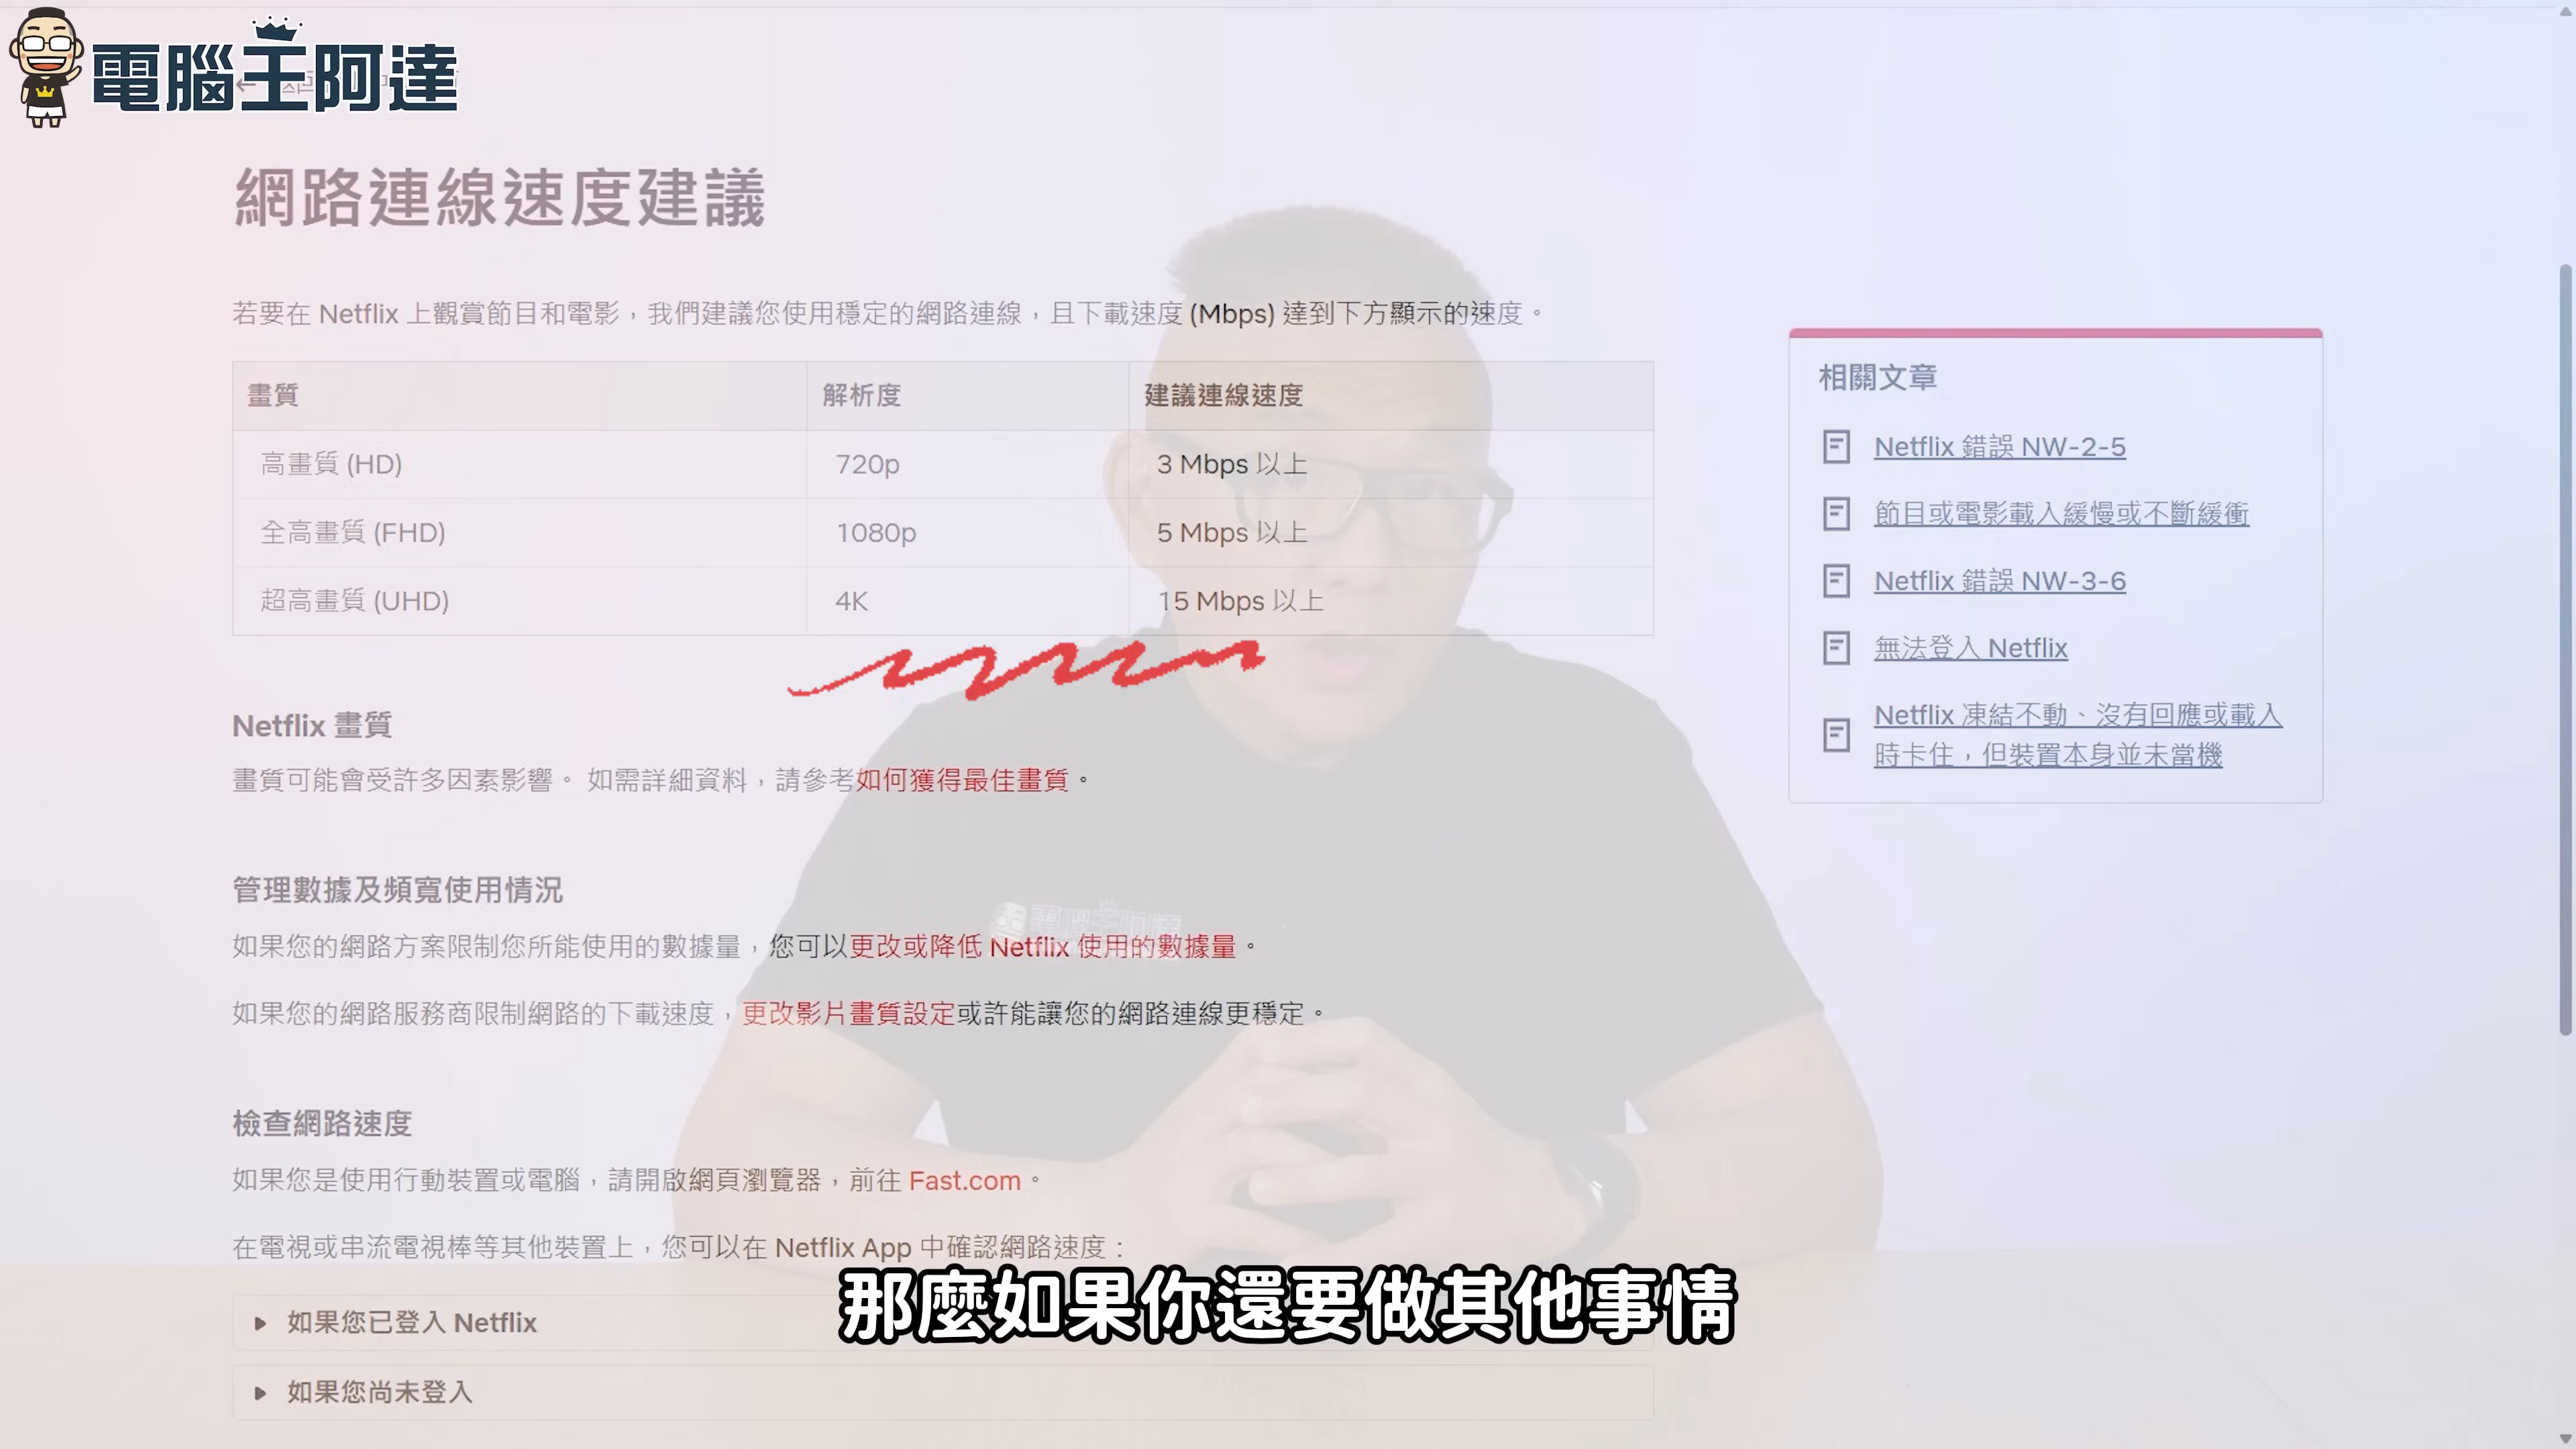 電腦王阿達
網路連線速度建議
若要在 Netflix 上觀賞節目和電影，我們建議您使用穩定的網路連線，且下載速度 (Mbps) 達到下方顯示的速度。
畫質 解析度 建議連線速度
高畫質 (HD) 720p 3 Mbps 以上
全高畫質 (FHD) 1080p 5 Mbps 以上
超高畫質 (UHD) 4K 15 Mbps 以上
Netflix 畫質
畫質可能會受許多因素影響。 如需詳細資料，請參考如何獲得最佳畫質。
管理數據及頻寬使用情況
電腦王阿達
如果您的網路方案限制您所能使用的數據量，您可以更改或降低 Netflix 使用的數據量。
如果您的網路服務商限制網路的下載速度，更改影片畫質設定或許能讓您的網路連線更穩定。
檢查網路速度
如果您是使用行動裝置或電腦，請開啟網頁瀏覽器，前往 Fast.com。
在電視或串流電視棒等其他裝置上，您可以在 Netflix App 中確認網路速度：
如果您已登入 Netflix
如果您尚未登入
相關文章
Netflix 錯誤 NW-2-5
節目或電影載入緩慢或不斷緩衝
Netflix 錯誤 NW-3-6
無法登入 Netflix
Netflix 凍結不動、沒有回應或載入
時卡住，但裝置本身並未當機
那麼如果你還要做其他事情